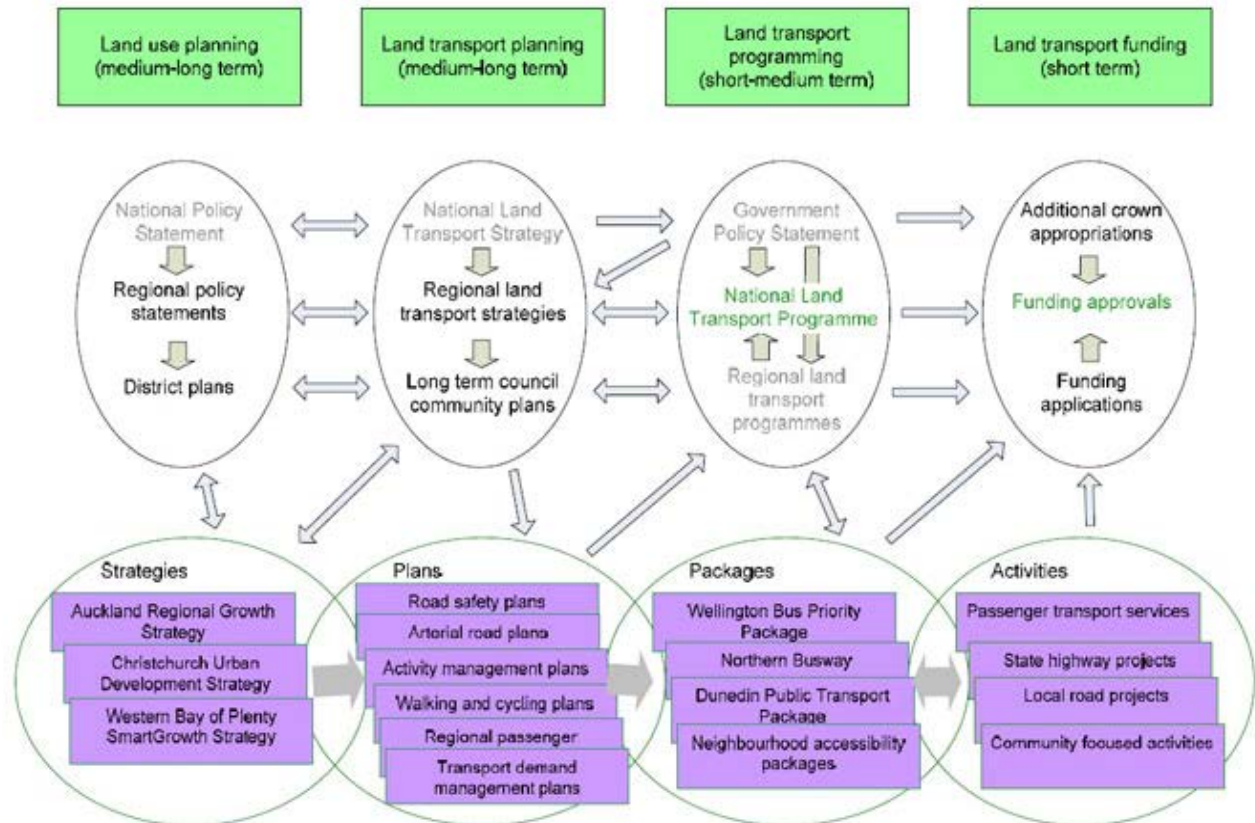 Land use planning
(medium-long term)
Land transport planning
(medium-long term)
Land transport
programming
(short-medium term)
Land transport funding
(short term)
National Policy
Statement
Regional policy
statements
District plans
National Land
Transport Strategy
Regional land
transport strategies
Long term council
community plans
Government
Policy Statement
National Land
Transport Programme
Regional land
transport
programmes
Additional crown
appropriations
Funding approvals
Funding
applications
Strategies
Auckland Regional Growth
Strategy
Christchurch Urban
Development Strategy
Western Bay of Plenty
SmartGrowth Strategy
Plans
Road safety plans
Arterial road plans
Activity management plans
Walking and cycling plans
Regional passenger
Transport demand
management plans
Packages
Wellington Bus Priority
Package
Northern Busway
Dunedin Public Transport
Package
Neighbourhood accessibility
packages
Activities
Passenger transport services
State highway projects
Local road projects
Community focused activities